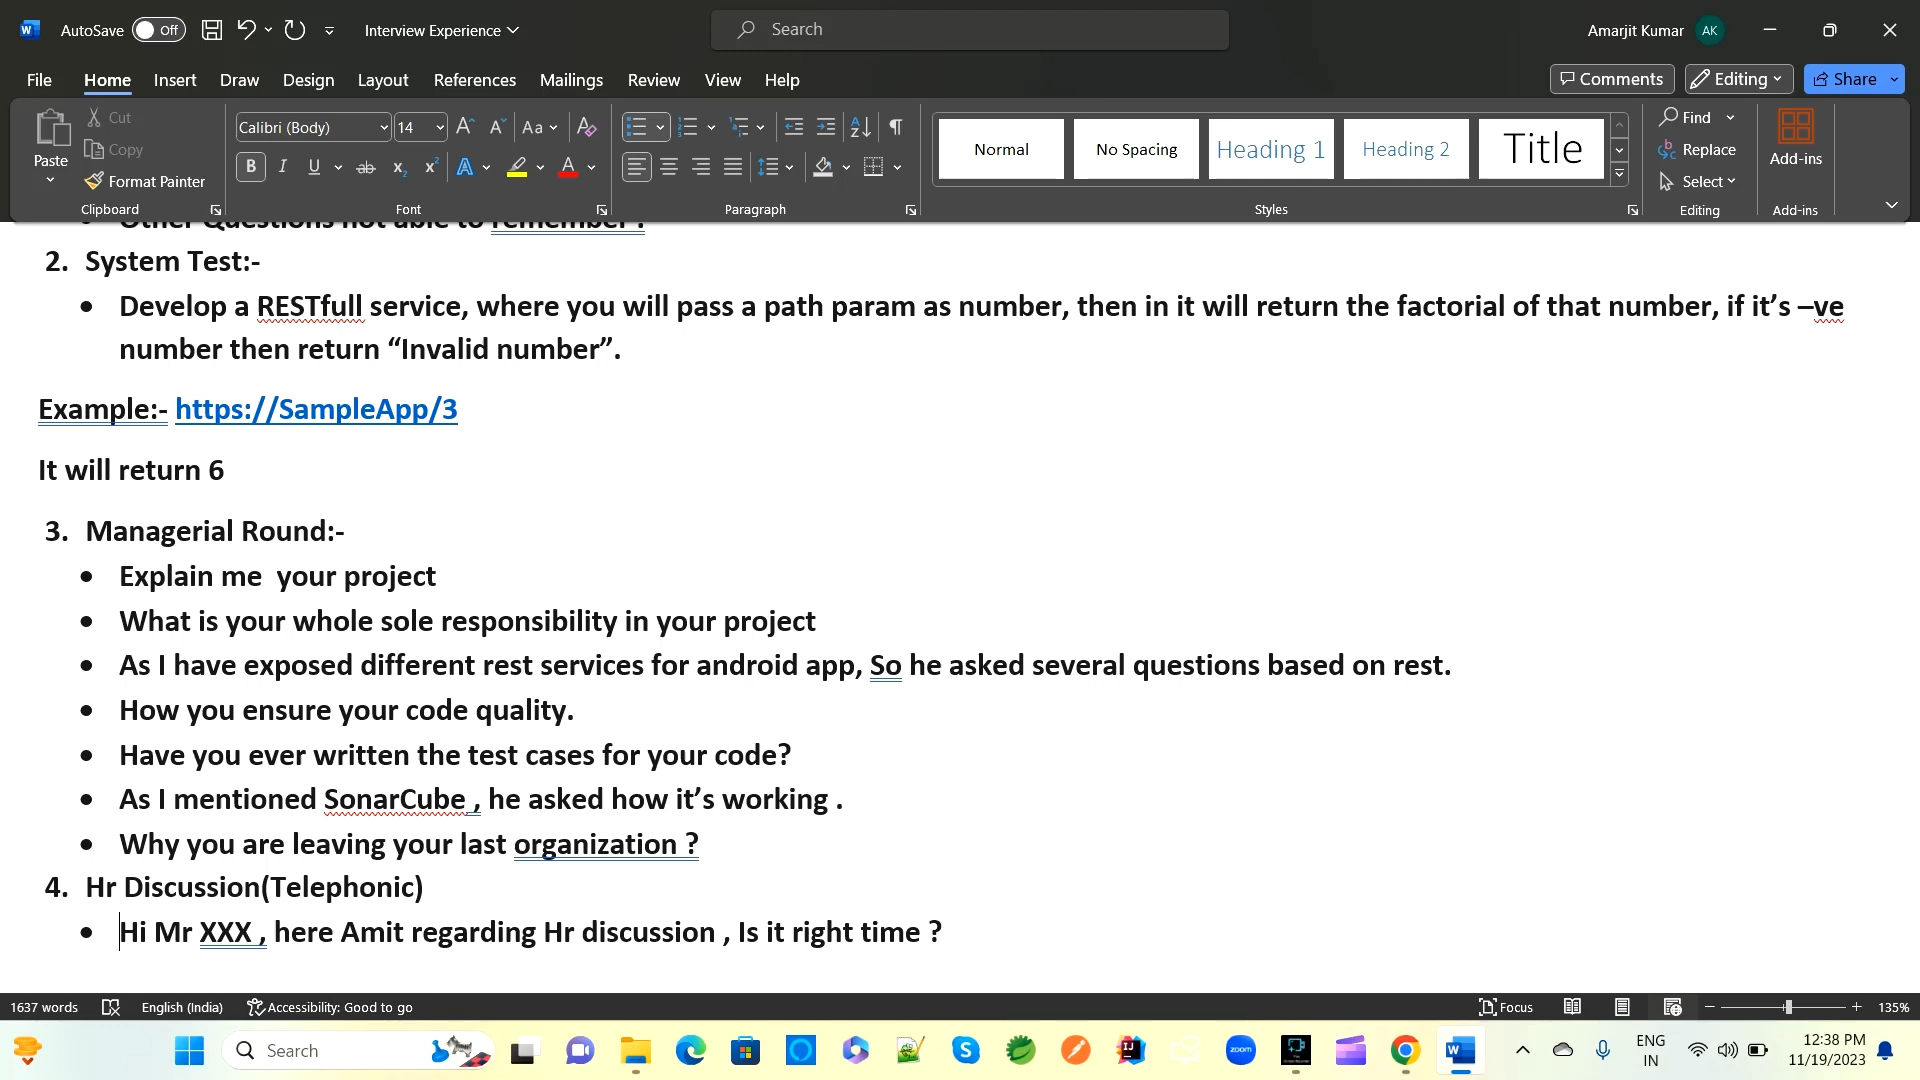 AutoSave Off Interview Experience Search Amarjit Kumar AK
File Home Insert Draw Design Layout References Mailings Review View Help Comments Editing Share
Paste Cut Copy Format Painter Clipboard
Calibri (Body) 14 Aa B I U ab Font
Paragraph
Normal No Spacing Heading 1 Heading 2 Title Styles
Find Replace Select Editing
Add-ins Add-ins
Other Questions not able to remember .
2. System Test:-
• Develop a RESTfull service, where you will pass a path param as number, then in it will return the factorial of that number, if it’s –ve
number then return “Invalid number”.
Example:- https://SampleApp/3
It will return 6
3. Managerial Round:-
• Explain me  your project
• What is your whole sole responsibility in your project
• As I have exposed different rest services for android app, So he asked several questions based on rest.
• How you ensure your code quality.
• Have you ever written the test cases for your code?
• As I mentioned SonarCube , he asked how it’s working .
• Why you are leaving your last organization ?
4. Hr Discussion(Telephonic)
• Hi Mr XXX , here Amit regarding Hr discussion , Is it right time ?
1637 words English (India) Accessibility: Good to go Focus 135%
Search zoom ENG IN 12:38 PM 11/19/2023